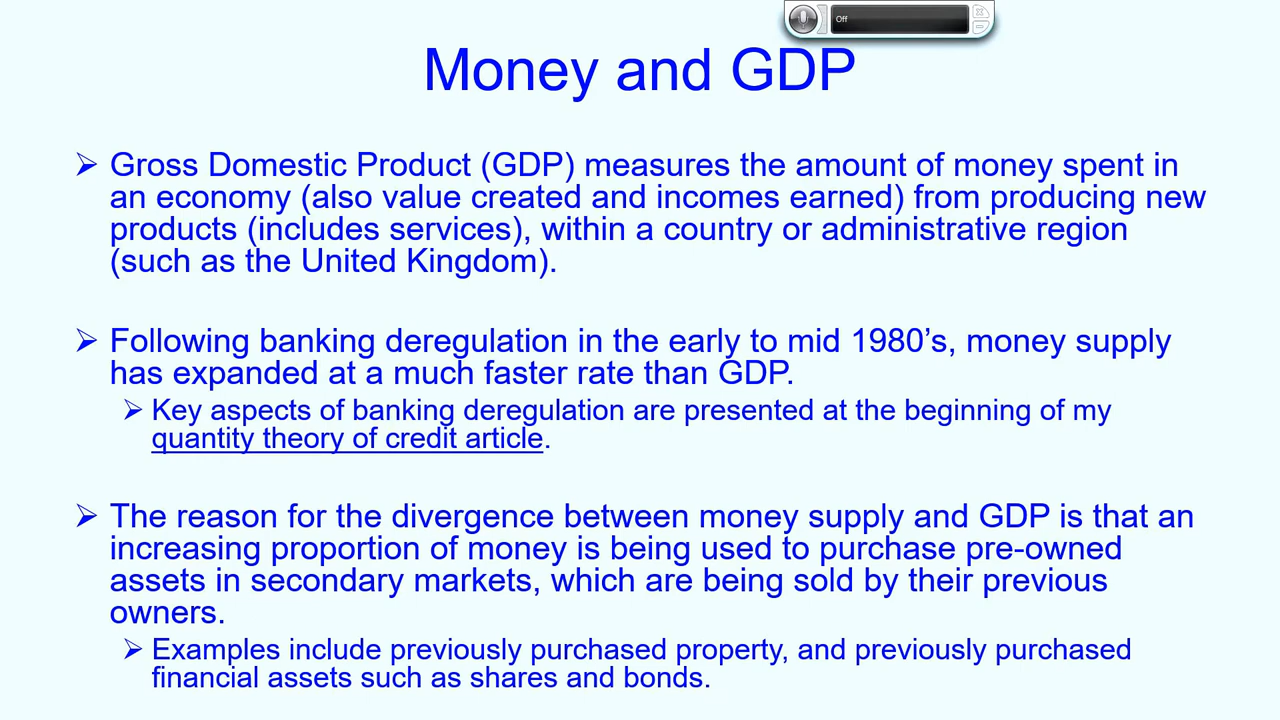 Off
Money and GDP
➢ Gross Domestic Product (GDP) measures the amount of money spent in
an economy (also value created and incomes earned) from producing new
products (includes services), within a country or administrative region
(such as the United Kingdom).
➢ Following banking deregulation in the early to mid 1980’s, money supply
has expanded at a much faster rate than GDP.
➢ Key aspects of banking deregulation are presented at the beginning of my
quantity theory of credit article.
➢ The reason for the divergence between money supply and GDP is that an
increasing proportion of money is being used to purchase pre-owned
assets in secondary markets, which are being sold by their previous
owners.
➢ Examples include previously purchased property, and previously purchased
financial assets such as shares and bonds.